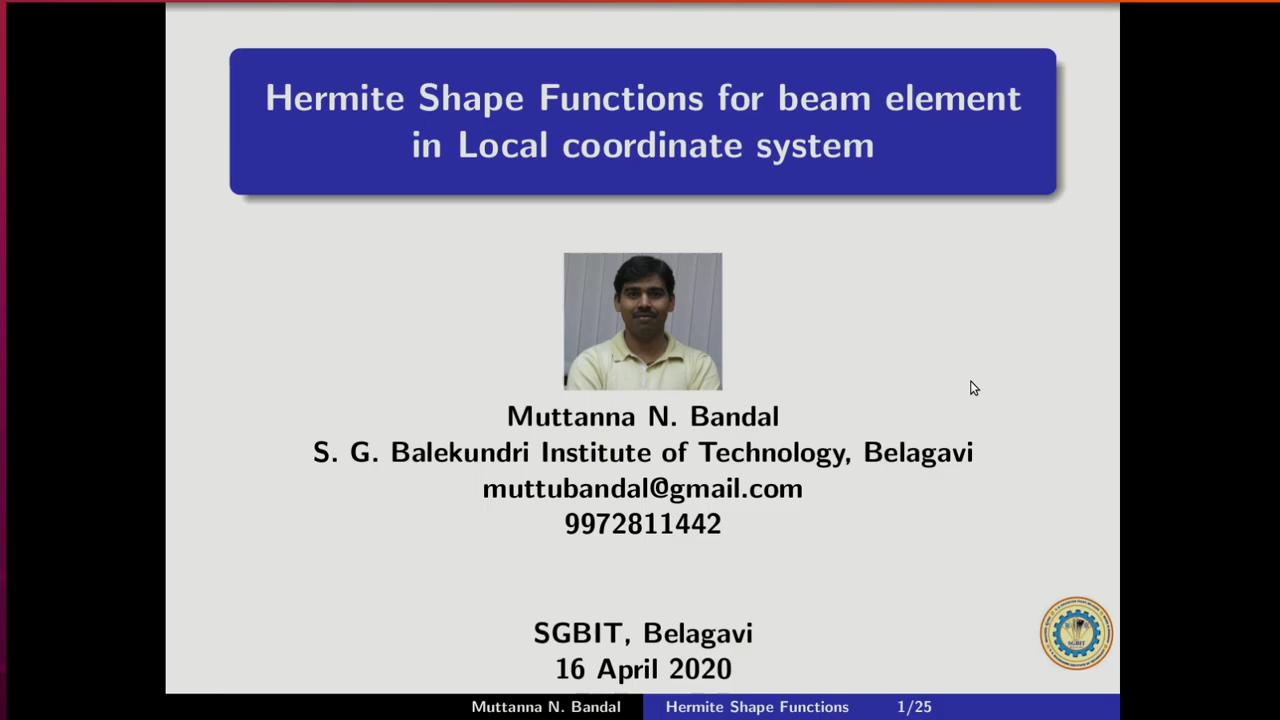 Hermite Shape Functions for beam element
in Local coordinate system
Muttanna N. Bandal
S. G. Balekundri Institute of Technology, Belagavi
muttubandal@gmail.com
9972811442
SGBIT, Belagavi
16 April 2020
SGBIT
Muttanna N. Bandal
Hermite Shape Functions
1/25